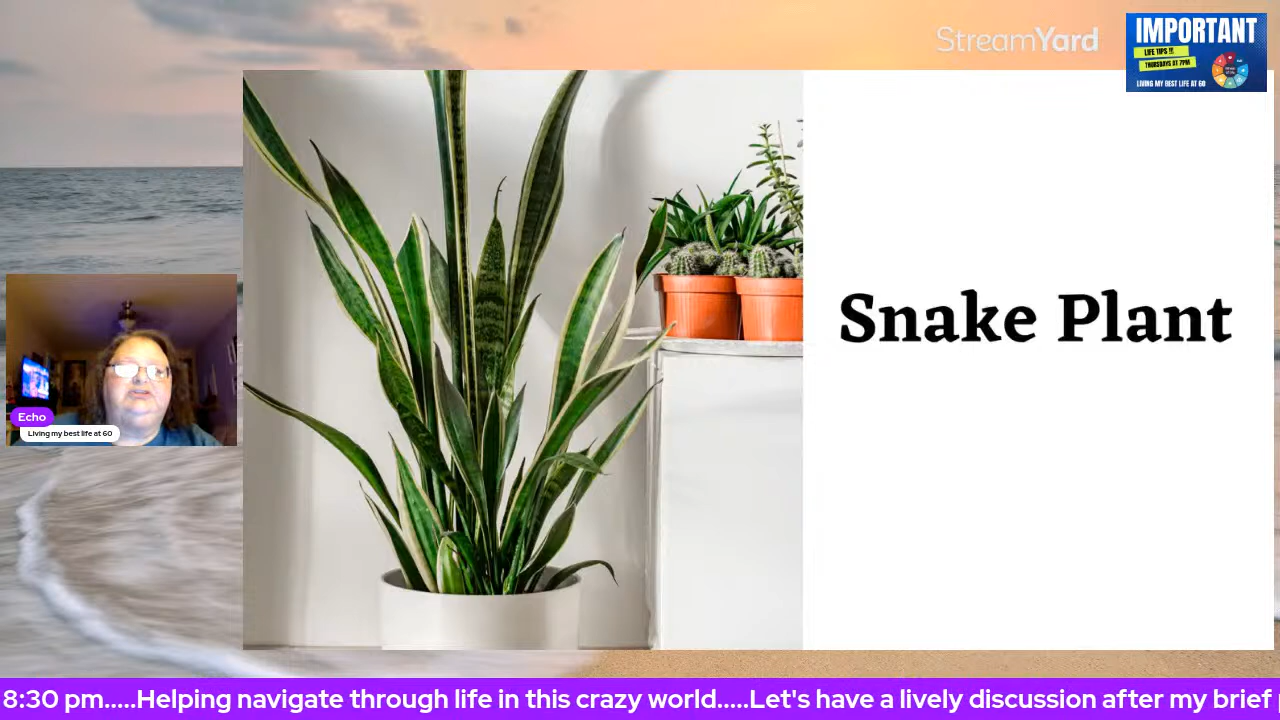 StreamYard
IMPORTANT
LIFE TIPS !!!
THURSDAYS AT 7PM
LIVING MY BEST LIFE AT 60
Snake Plant
Echo
Living my best life at 60
8:30 pm.....Helping navigate through life in this crazy world.....Let's have a lively discussion after my brief